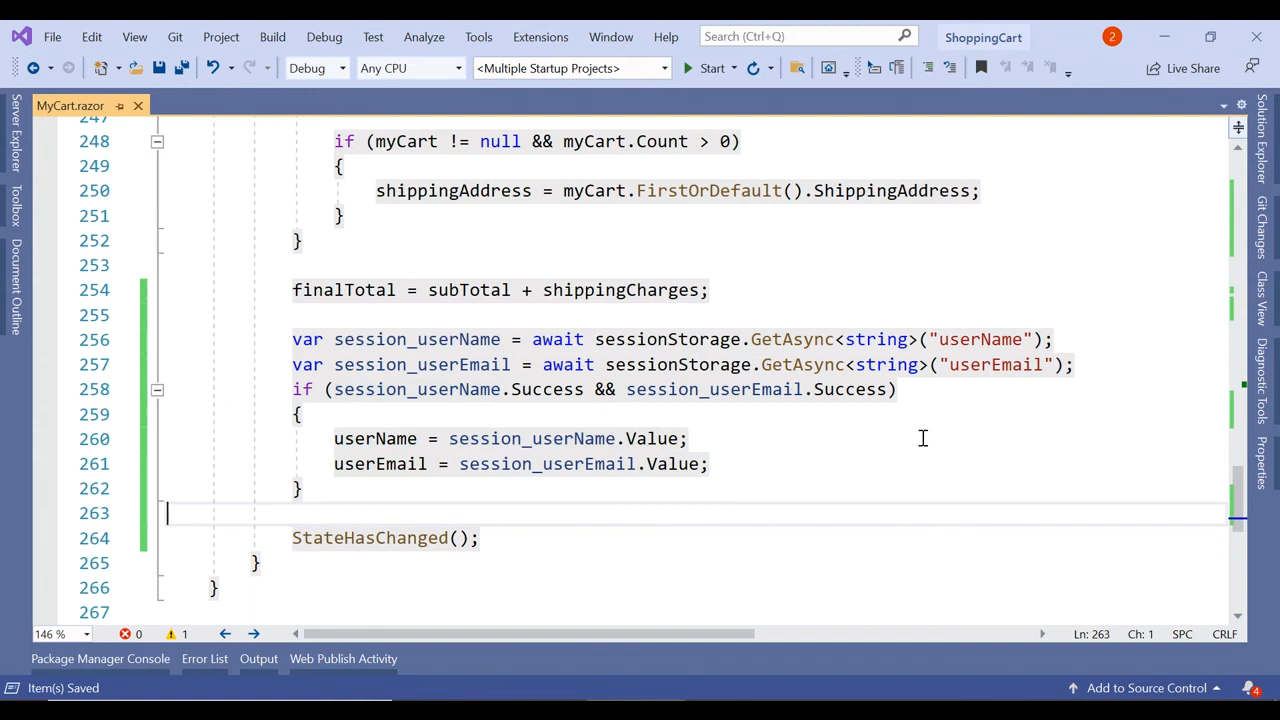 File Edit View Git Project Build Debug Test Analyze Tools Extensions Window Help Search (Ctrl+Q) ShoppingCart 2
Debug Any CPU <Multiple Startup Projects> Start Live Share
MyCart.razor
Server Explorer
Toolbox
Document Outline
Solution Explorer
Git Changes
Class View
Diagnostic Tools
Properties
247
248 if (myCart != null && myCart.Count > 0)
249 {
250 shippingAddress = myCart.FirstOrDefault().ShippingAddress;
251 }
252 }
253
254 finalTotal = subTotal + shippingCharges;
255
256 var session_userName = await sessionStorage.GetAsync<string>("userName");
257 var session_userEmail = await sessionStorage.GetAsync<string>("userEmail");
258 if (session_userName.Success && session_userEmail.Success)
259 {
260 userName = session_userName.Value;
261 userEmail = session_userEmail.Value;
262 }
263
264 StateHasChanged();
265 }
266 }
267
146 % 0 1 Ln: 263 Ch: 1 SPC CRLF
Package Manager Console Error List Output Web Publish Activity
Item(s) Saved Add to Source Control 4